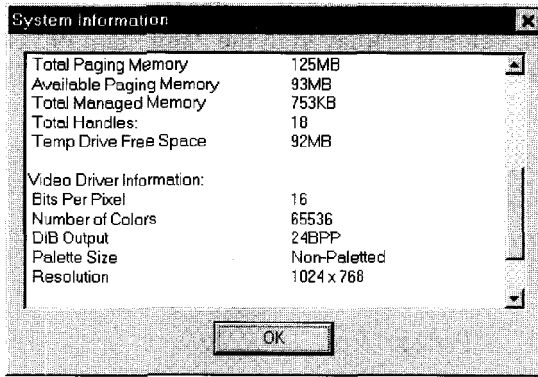 System Information
Total Paging Memory 125MB
Available Paging Memory 93MB
Total Managed Memory 753KB
Total Handles: 18
Temp Drive Free Space 92MB
Video Driver Information:
Bits Per Pixel 16
Number of Colors 65536
DIB Output 24BPP
Palette Size Non-Paletted
Resolution 1024 x 768
OK